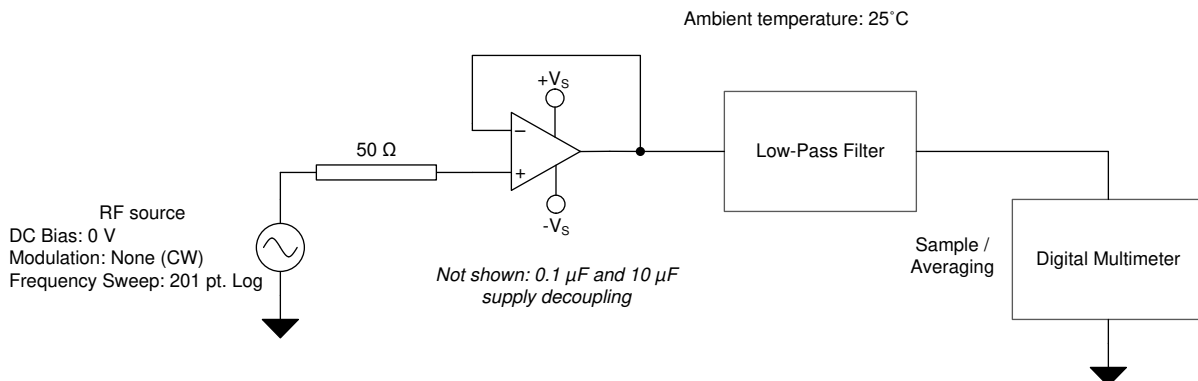 Ambient temperature: 25˚C
+VS
−
50 Ω
+
Low-Pass Filter
-VS
RF source
DC Bias: 0 V
Modulation: None (CW)
Frequency Sweep: 201 pt. Log
Not shown: 0.1 µF and 10 µF
supply decoupling
Sample /
Averaging
Digital Multimeter